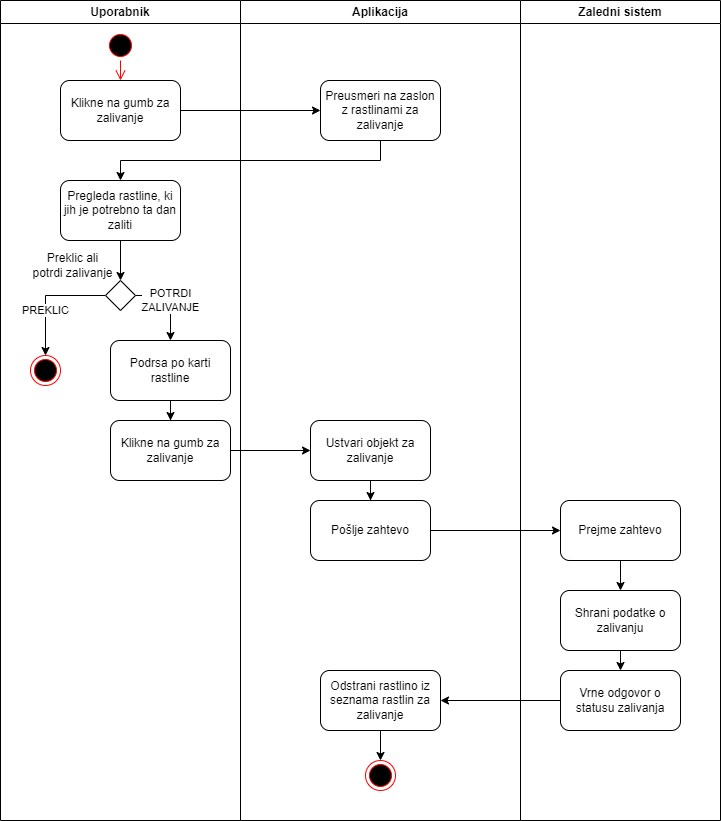 Uporabnik
Aplikacija
Zaledni sistem
Klikne na gumb za
zalivanje
Preusmeri na zaslon
z rastlinami za
zalivanje
Pregleda rastline, ki
jih je potrebno ta dan
zaliti
Preklic ali
potrdi zalivanje
PREKLIC
POTRDI
ZALIVANJE
Podrsa po karti
rastline
Klikne na gumb za
zalivanje
Ustvari objekt za
zalivanje
Pošlje zahtevo
Prejme zahtevo
Shrani podatke o
zalivanju
Vrne odgovor o
statusu zalivanja
Odstrani rastlino iz
seznama rastlin za
zalivanje